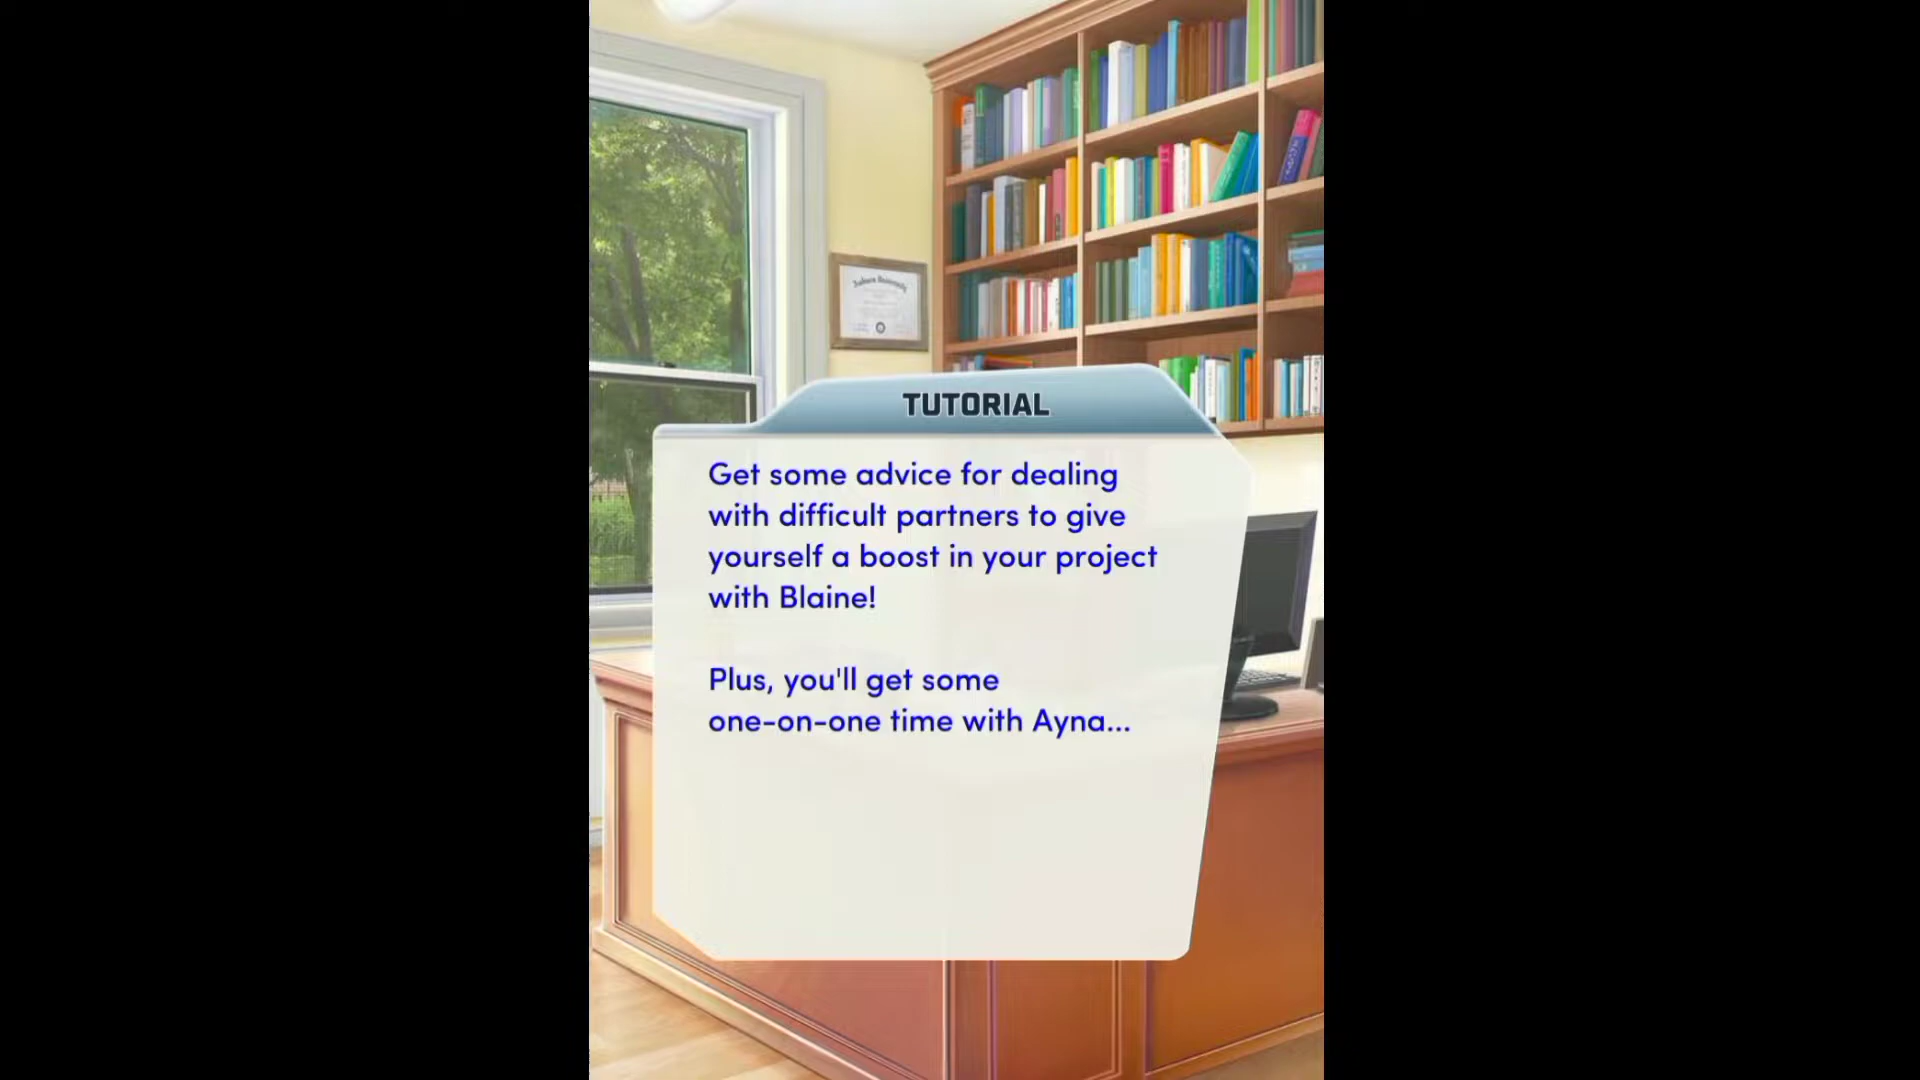 TUTORIAL
Get some advice for dealing
with difficult partners to give
yourself a boost in your project
with Blaine!
Plus, you'll get some
one-on-one time with Ayna...